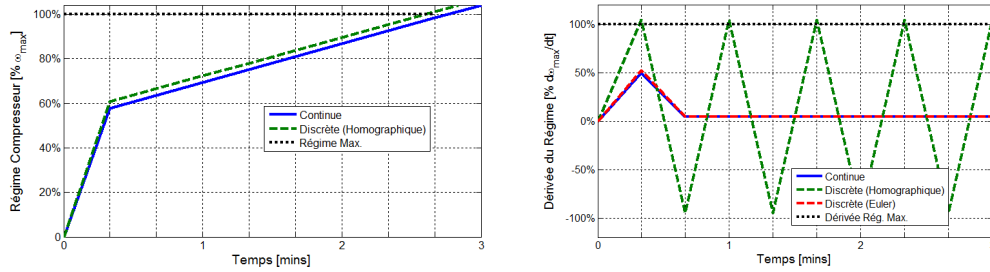 Régime Compresseur [% ωmax]
100%
80%
60%
40%
20%
0
0
1
2
3
Temps [mins]
Continue
Discrète (Homographique)
Régime Max.
Dérivée du Régime [% dωmax/dt]
100%
50%
0%
-50%
-100%
0
1
2
Temps [mins]
Continue
Discrète (Homographique)
Discrète (Euler)
Dérivée Rég. Max.